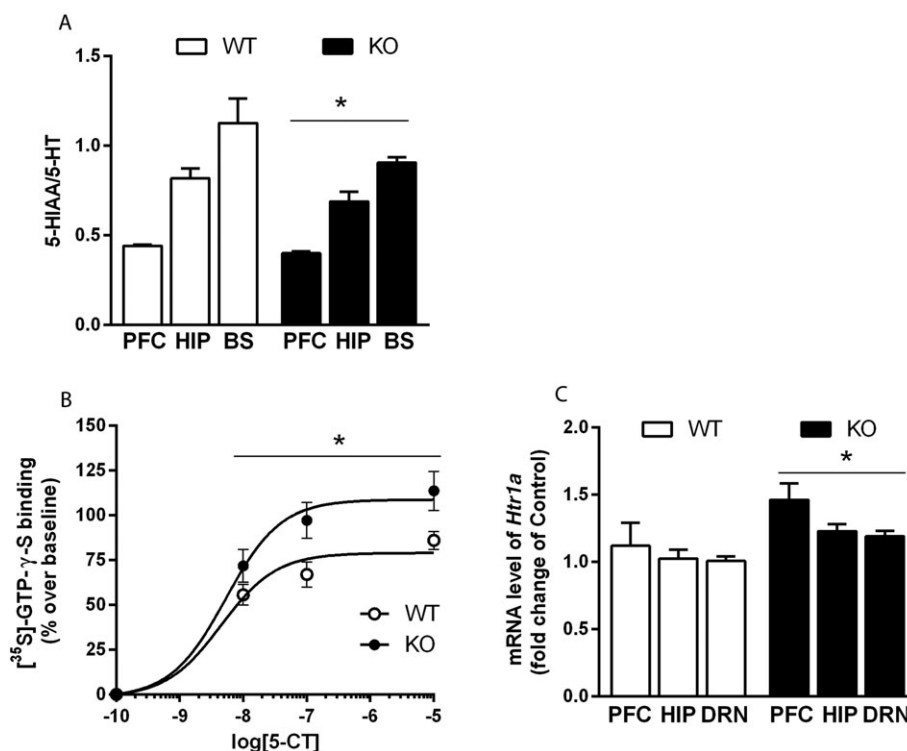 A
WT KO
1.5
1.0
0.5
0.0
5-HIAA/5-HT
*
PFC HIP BS PFC HIP BS
B
150
125
100
75
50
25
0
[35S]-GTP-γ-S binding
(% over baseline)
*
WT
KO
-10 -9 -8 -7 -6 -5
log[5-CT]
C
WT KO
2.0
1.5
1.0
0.5
0.0
mRNA level of Htr1a
(fold change of Control)
*
PFC HIP DRN PFC HIP DRN